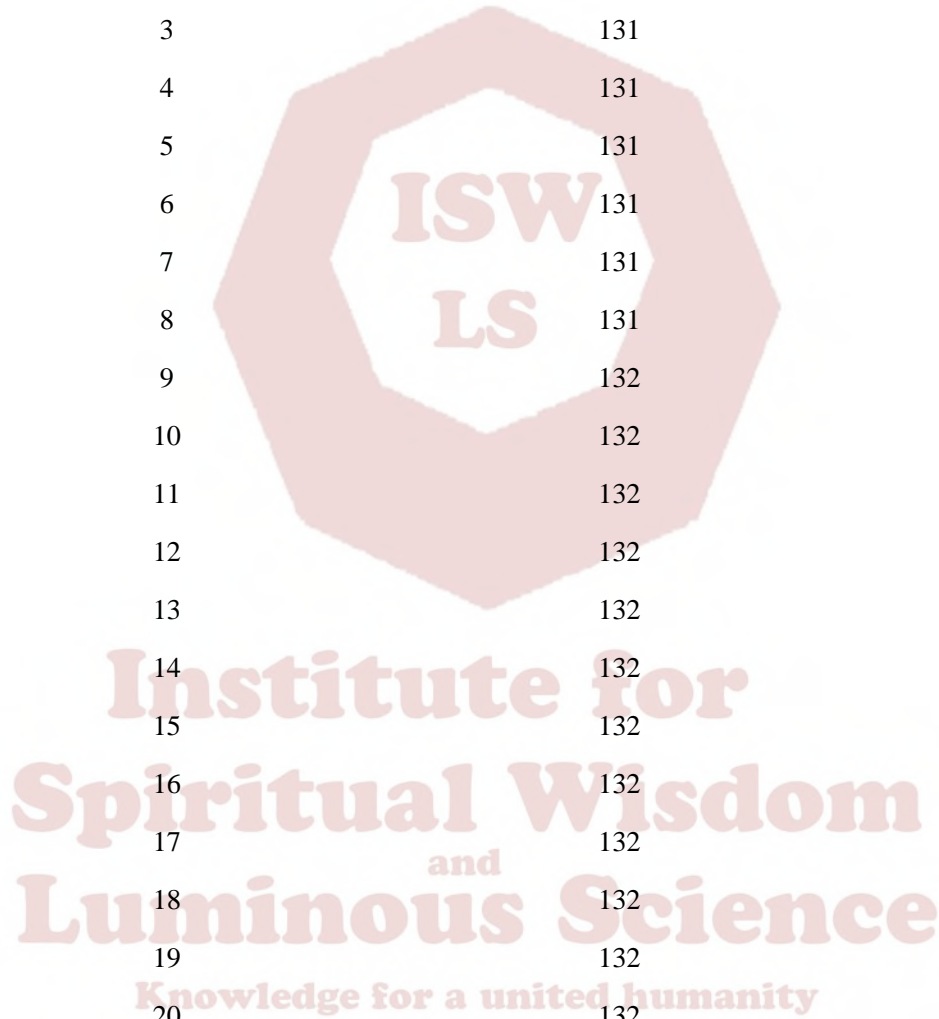 3 131
4 131
5 131
6 131
ISW
7 131
8 131
LS
9 132
10 132
11 132
12 132
13 132
14 132
Institute for
15 132
16 132
Spiritual Wisdom
17 132
and
18 132
Luminous Science
19 132
Knowledge for a united humanity
20 132